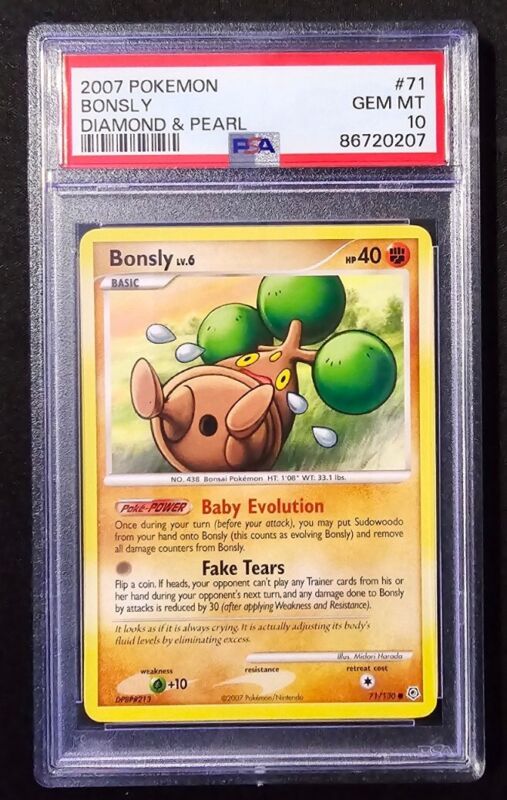 2007 POKEMON #71
BONSLY GEM MT
DIAMOND & PEARL 10
PSA 86720207
Bonsly LV.6 HP 40
BASIC
NO. 438 Bonsai Pokémon HT: 1'08" WT: 33.1 lbs.
Poké-POWER Baby Evolution
Once during your turn (before your attack), you may put Sudowoodo
from your hand onto Bonsly (this counts as evolving Bonsly) and remove
all damage counters from Bonsly.
Fake Tears
Flip a coin. If heads, your opponent can't play any Trainer cards from his or
her hand during your opponent's next turn, and any damage done to Bonsly
by attacks is reduced by 30 (after applying Weakness and Resistance).
It looks as if it is always crying. It is actually adjusting its body's
fluid levels by eliminating excess.
Illus. Midori Harada
weakness resistance retreat cost
+10
DPBP#213 ©2007 Pokémon/Nintendo 71/130
PSA